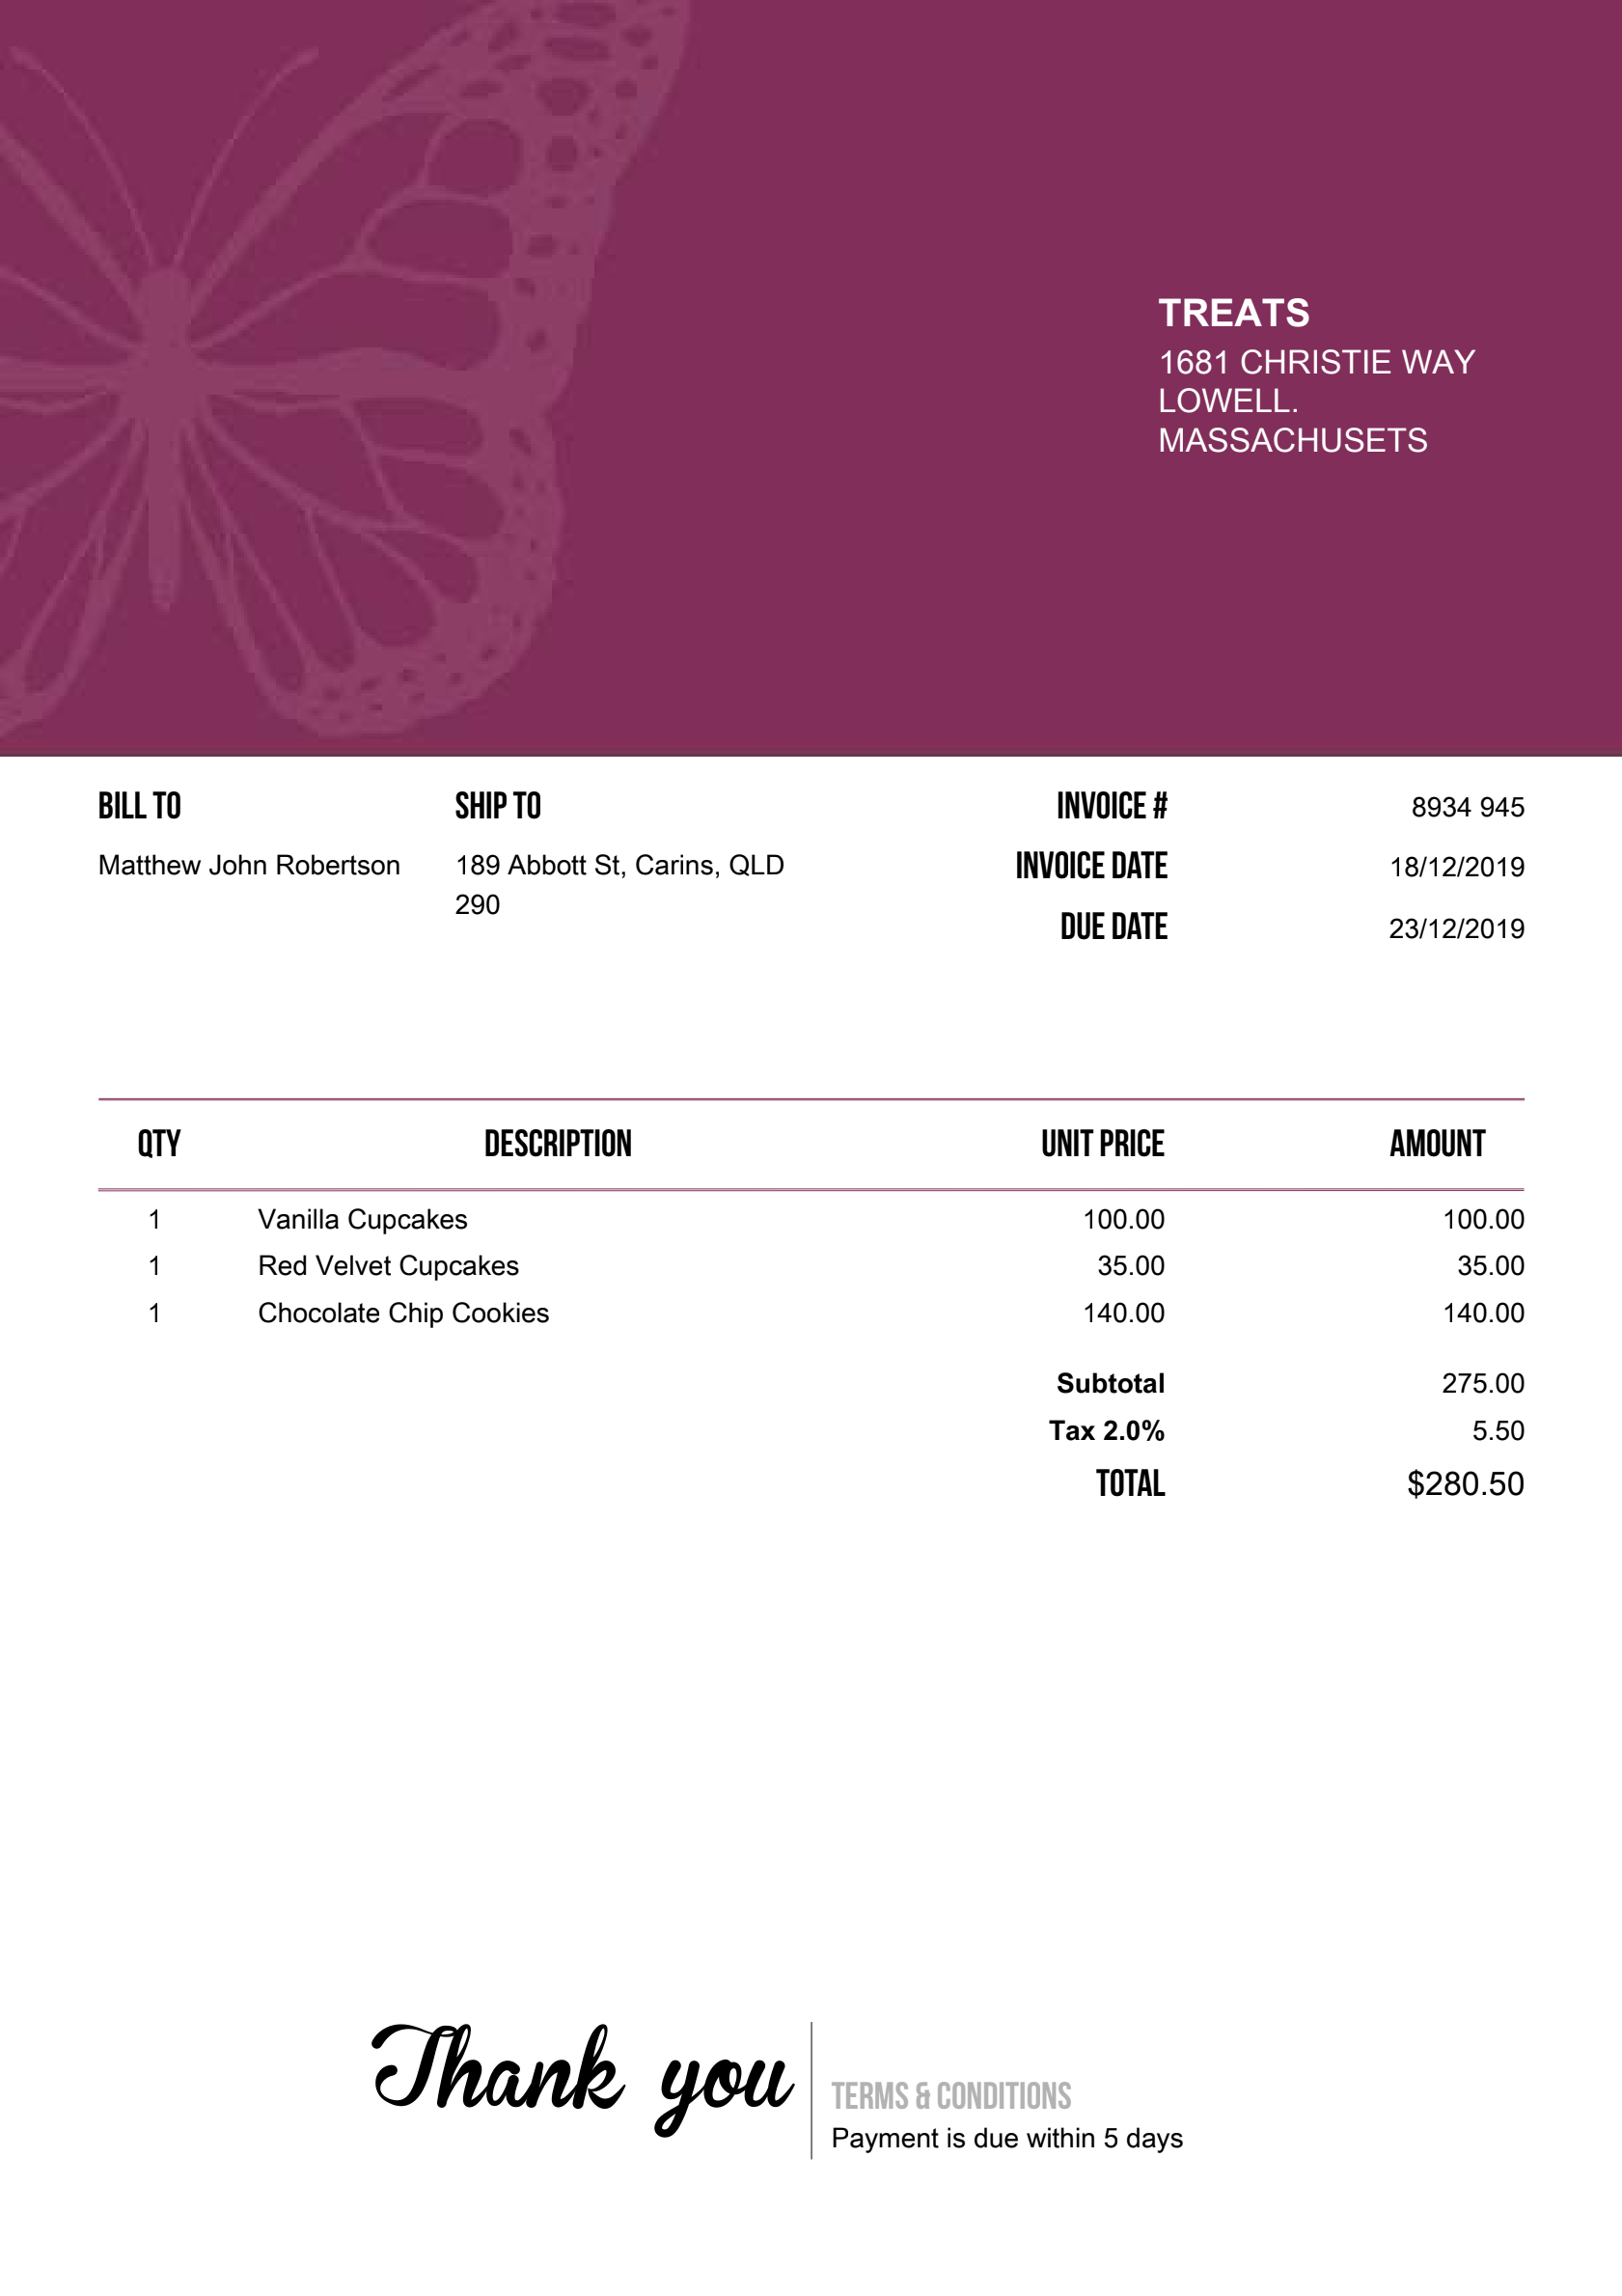 TREATS
1681 CHRISTIE WAY
LOWELL.
MASSACHUSETS
BILL TO
Matthew John Robertson
SHIP TO
189 Abbott St, Carins, QLD
290
INVOICE # 8934 945
INVOICE DATE 18/12/2019
DUE DATE 23/12/2019
QTY DESCRIPTION UNIT PRICE AMOUNT
1 Vanilla Cupcakes 100.00 100.00
1 Red Velvet Cupcakes 35.00 35.00
1 Chocolate Chip Cookies 140.00 140.00
Subtotal 275.00
Tax 2.0% 5.50
TOTAL $280.50
Thank you
TERMS & CONDITIONS
Payment is due within 5 days